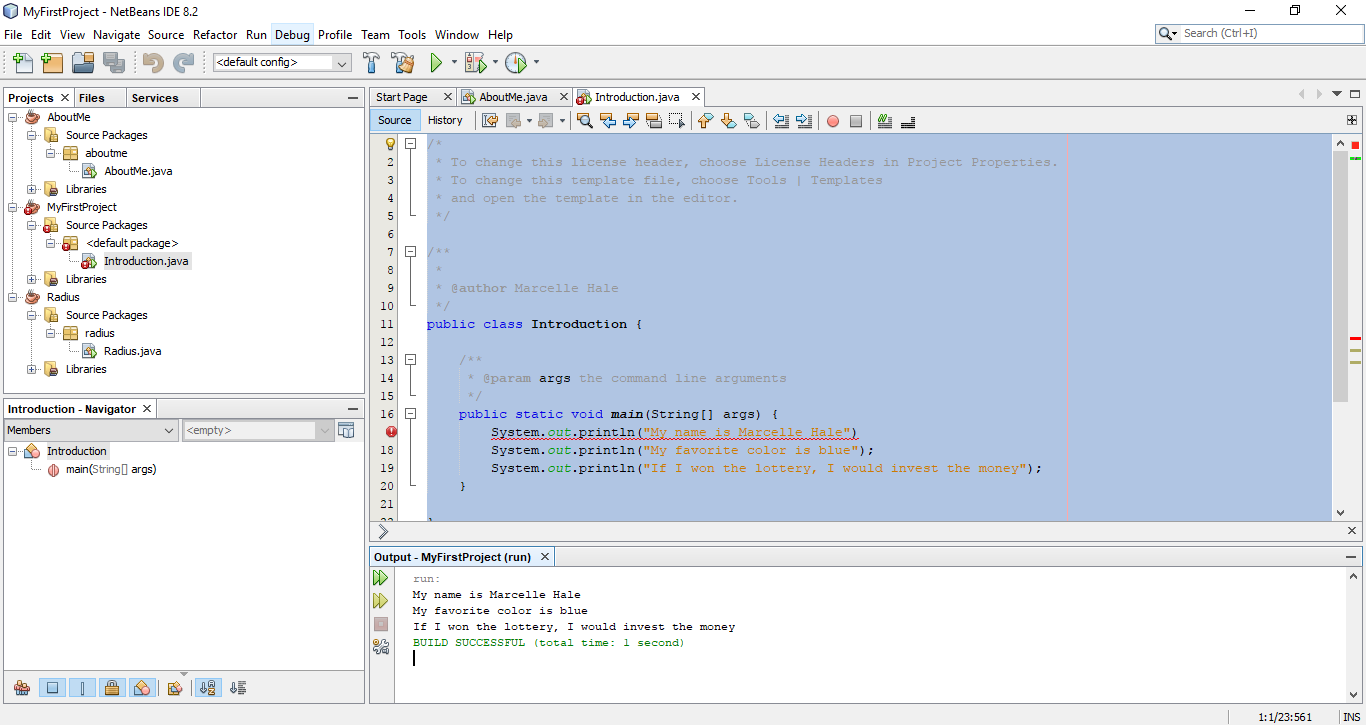 MyFirstProject - NetBeans IDE 8.2
File Edit View Navigate Source Refactor Run Debug Profile Team Tools Window Help
Search (Ctrl+I)
<default config>
Projects Files Services
AboutMe
Source Packages
aboutme
AboutMe.java
Libraries
MyFirstProject
Source Packages
<default package>
Introduction.java
Libraries
Radius
Source Packages
radius
Radius.java
Libraries
Introduction - Navigator
Members <empty>
Introduction
main(String[] args)
Start Page AboutMe.java Introduction.java
Source History
/*
2 * To change this license header, choose License Headers in Project Properties.
3 * To change this template file, choose Tools | Templates
4 * and open the template in the editor.
5 */
6
7 /**
8 *
9 * @author Marcelle Hale
10 */
11 public class Introduction {
12
13 /**
14 * @param args the command line arguments
15 */
16 public static void main(String[] args) {
System.out.println("My name is Marcelle Hale")
18 System.out.println("My favorite color is blue");
19 System.out.println("If I won the lottery, I would invest the money");
20 }
21
22 }
Output - MyFirstProject (run)
run:
My name is Marcelle Hale
My favorite color is blue
If I won the lottery, I would invest the money
BUILD SUCCESSFUL (total time: 1 second)
1:1/23:561 INS